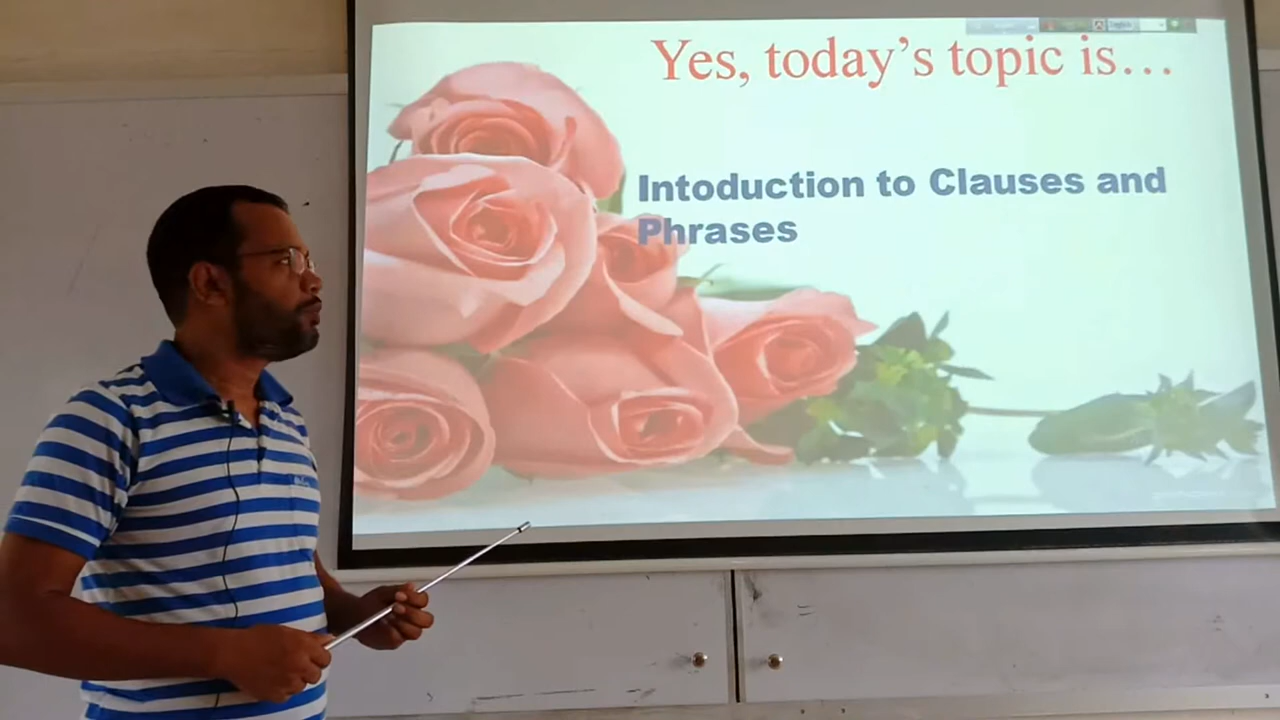 Yes, today's topic is...
Intoduction to Clauses and
Phrases